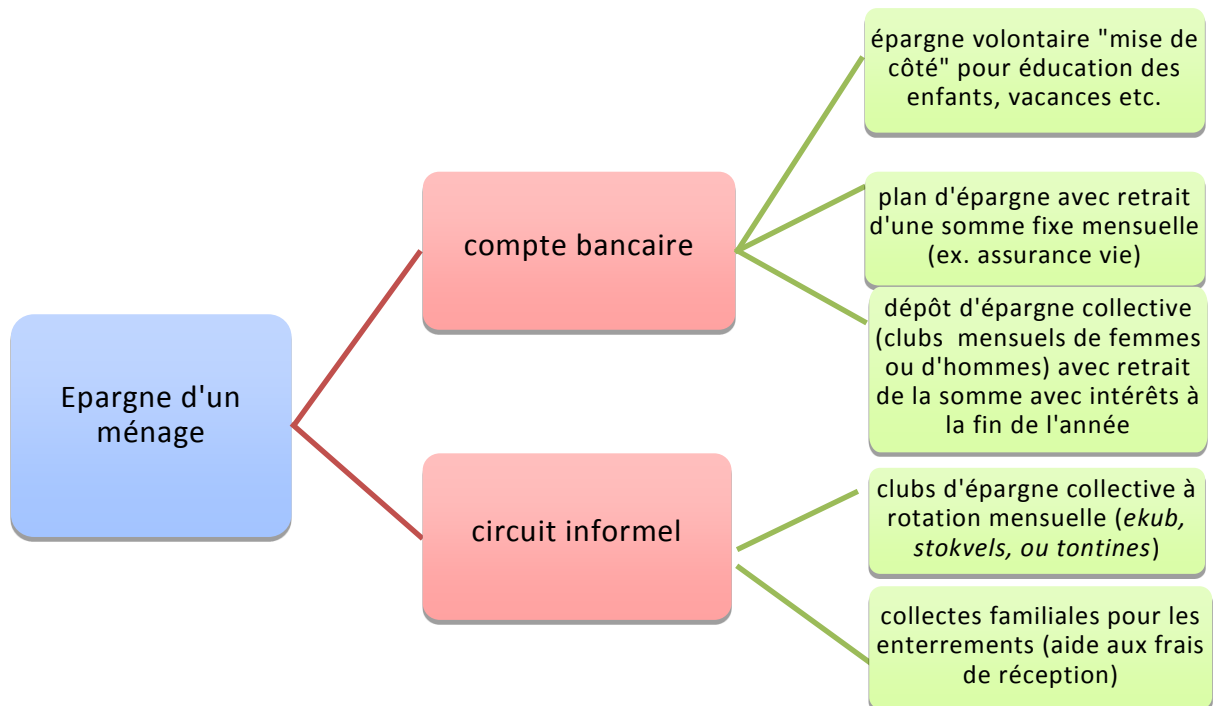 Epargne d'un
ménage
compte bancaire
épargne volontaire "mise de
côté" pour éducation des
enfants, vacances etc.
plan d'épargne avec retrait
d'une somme fixe mensuelle
(ex. assurance vie)
dépôt d'épargne collective
(clubs mensuels de femmes
ou d'hommes) avec retrait
de la somme avec intérêts à
la fin de l'année
circuit informel
clubs d'épargne collective à
rotation mensuelle (ekub,
stokvels, ou tontines)
collectes familiales pour les
enterrements (aide aux frais
de réception)